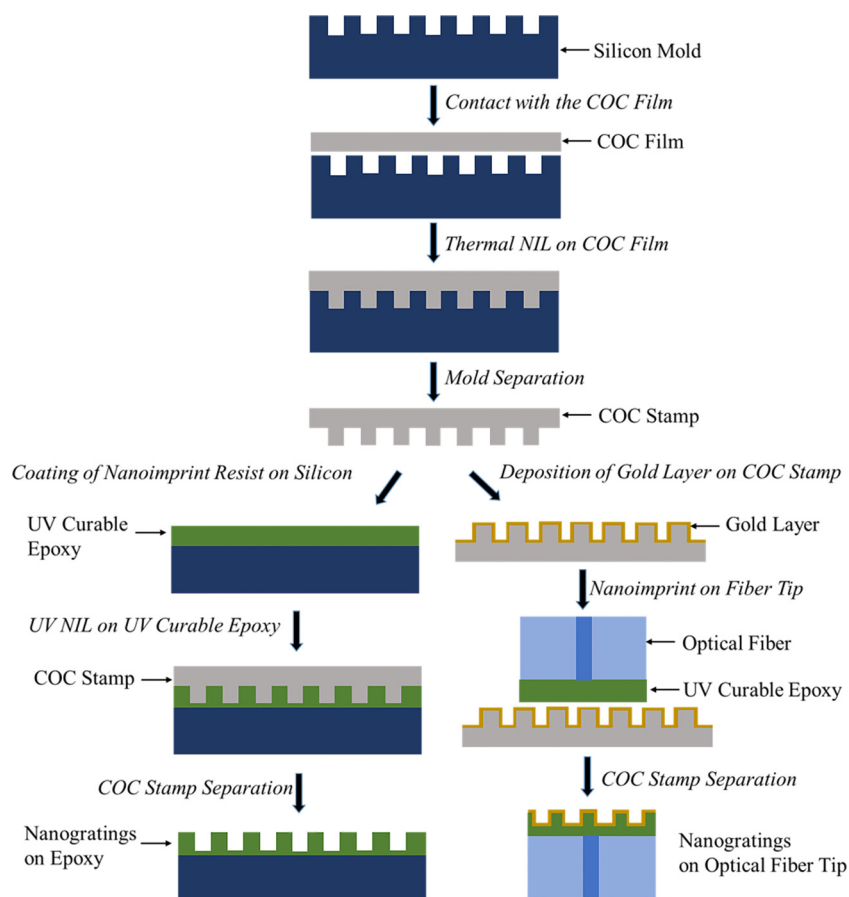 Silicon Mold
Contact with the COC Film
COC Film
Thermal NIL on COC Film
Mold Separation
COC Stamp
Coating of Nanoimprint Resist on Silicon
Deposition of Gold Layer on COC Stamp
UV Curable
Epoxy
Gold Layer
UV NIL on UV Curable Epoxy
Nanoimprint on Fiber Tip
Optical Fiber
COC Stamp
UV Curable Epoxy
COC Stamp Separation
COC Stamp Separation
Nanogratings
on Epoxy
Nanogratings
on Optical Fiber Tip